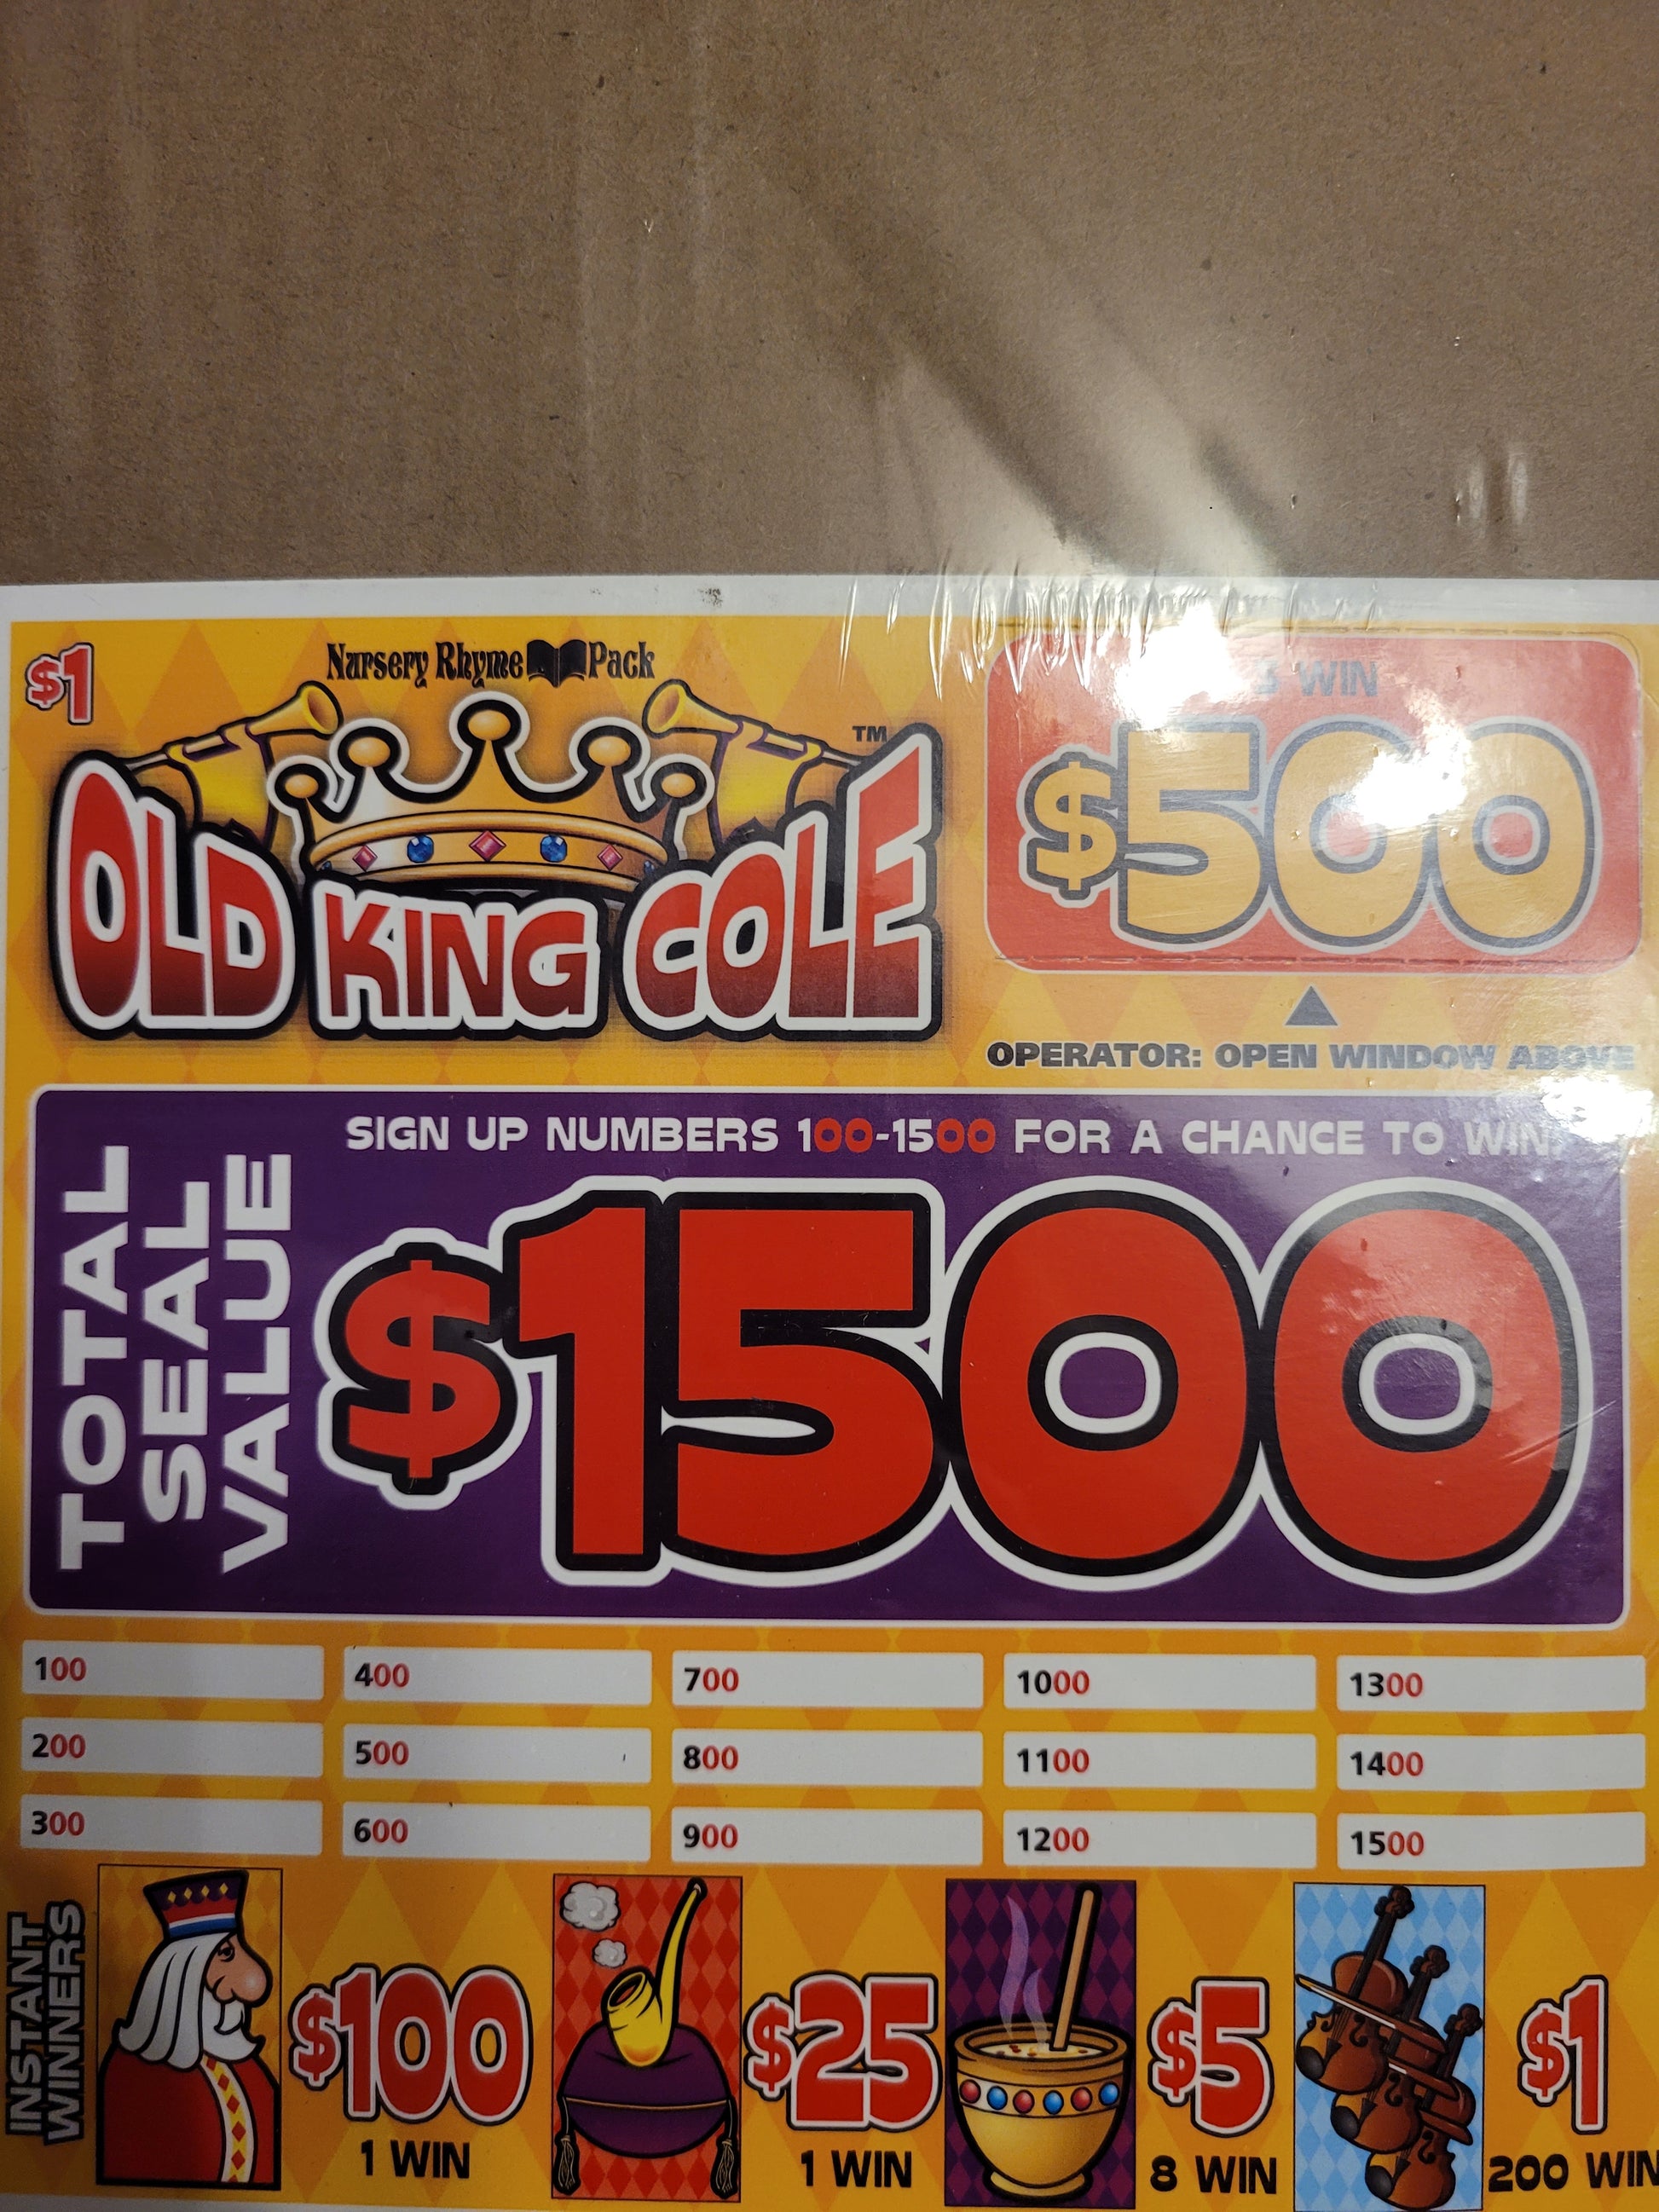 $1
Nursery Rhyme Pack
OLD KING COLE ™
3 WIN
$500
OPERATOR: OPEN WINDOW ABOVE
TOTAL
SEAL
VALUE
SIGN UP NUMBERS 100-1500 FOR A CHANCE TO WIN
$1500
100 400 700 1000 1300
200 500 800 1100 1400
300 600 900 1200 1500
INSTANT
WINNERS
$100
1 WIN
$25
1 WIN
$5
8 WIN
$1
200 WIN